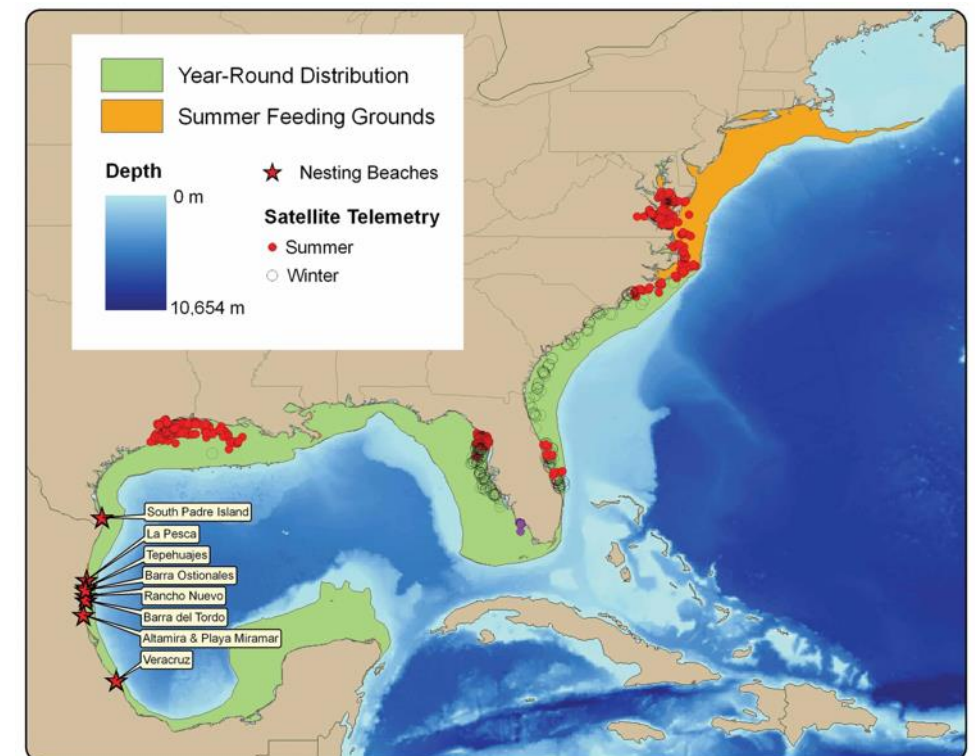 Year-Round Distribution
Summer Feeding Grounds
Depth
0 m
10,654 m
Nesting Beaches
Satellite Telemetry
Summer
Winter
South Padre Island
La Pesca
Tepehuajes
Barra Ostionales
Rancho Nuevo
Barra del Tordo
Altamira & Playa Miramar
Veracruz